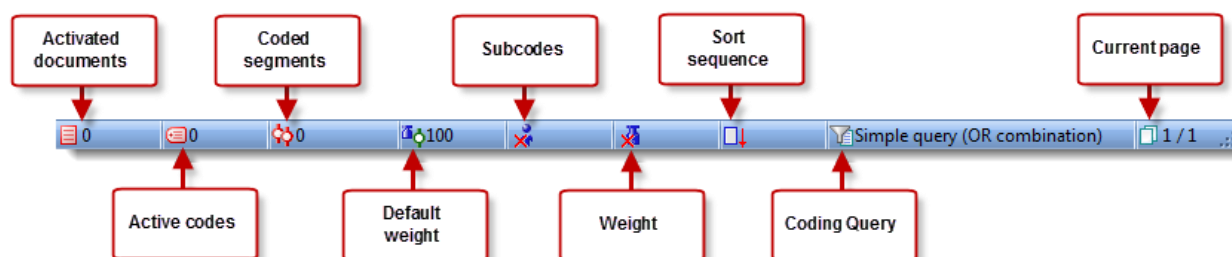 Activated
documents
Coded
segments
Subcodes
Sort
sequence
Current page
0
0
0
100
Simple query (OR combination)
1 / 1
Active codes
Default
weight
Weight
Coding Query